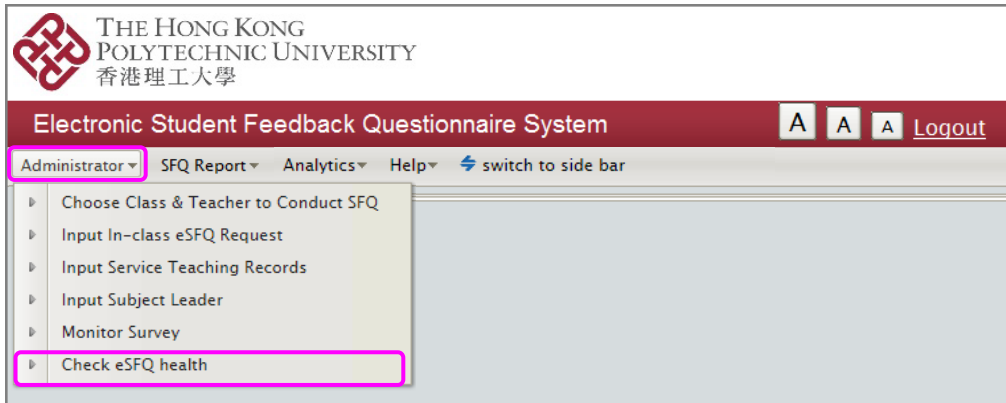 THE HONG KONG
POLYTECHNIC UNIVERSITY
香港理工大學
Electronic Student Feedback Questionnaire System A A A Logout
Administrator SFQ Report Analytics Help switch to side bar
Choose Class & Teacher to Conduct SFQ
Input In-class eSFQ Request
Input Service Teaching Records
Input Subject Leader
Monitor Survey
Check eSFQ health